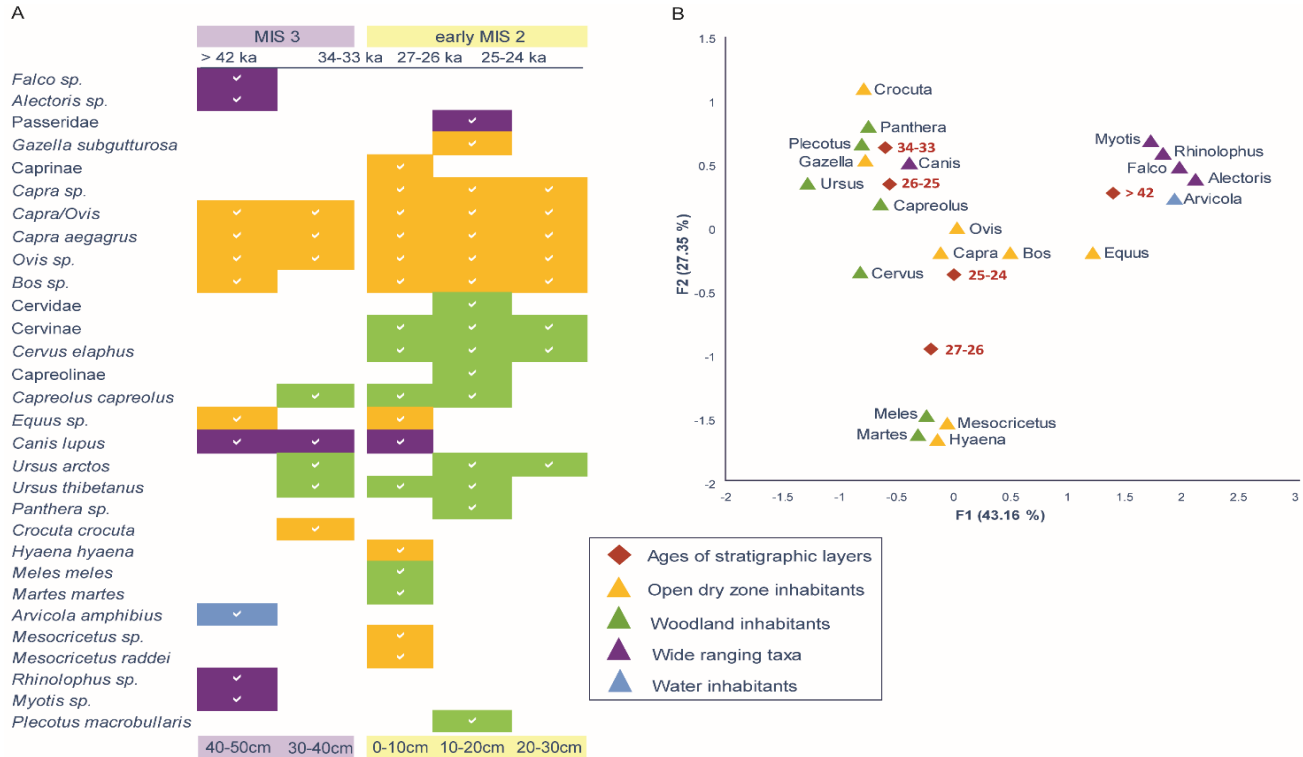 A
MIS 3
early MIS 2
> 42 ka
34-33 ka
27-26 ka
25-24 ka
Falco sp.
Alectoris sp.
Passeridae
Gazella subgutturosa
Caprinae
Capra sp.
Capra/Ovis
Capra aegagrus
Ovis sp.
Bos sp.
Cervidae
Cervinae
Cervus elaphus
Capreolinae
Capreolus capreolus
Equus sp.
Canis lupus
Ursus arctos
Ursus thibetanus
Panthera sp.
Crocuta crocuta
Hyaena hyaena
Meles meles
Martes martes
Arvicola amphibius
Mesocricetus sp.
Mesocricetus raddei
Rhinolophus sp.
Myotis sp.
Plecotus macrobullaris
40-50cm
30-40cm
0-10cm
10-20cm
20-30cm
B
1.5
1
0.5
0
-0.5
-1
-1.5
-2
F2 (27.35 %)
Crocuta
Panthera
Plecotus
34-33
Gazella
Canis
Ursus
26-25
Capreolus
Ovis
Capra
Bos
Equus
Cervus
25-24
27-26
Meles
Mesocricetus
Martes
Hyaena
Myotis
Rhinolophus
Falco
Alectoris
> 42
Arvicola
-2
-1.5
-1
-0.5
0
0.5
1
1.5
2
2.5
3
F1 (43.16 %)
Ages of stratigraphic layers
Open dry zone inhabitants
Woodland inhabitants
Wide ranging taxa
Water inhabitants